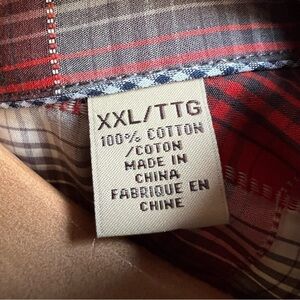 XXL/TTG
100% COTTON
/COTON
MADE IN
CHINA
FABRIQUE EN
CHINE